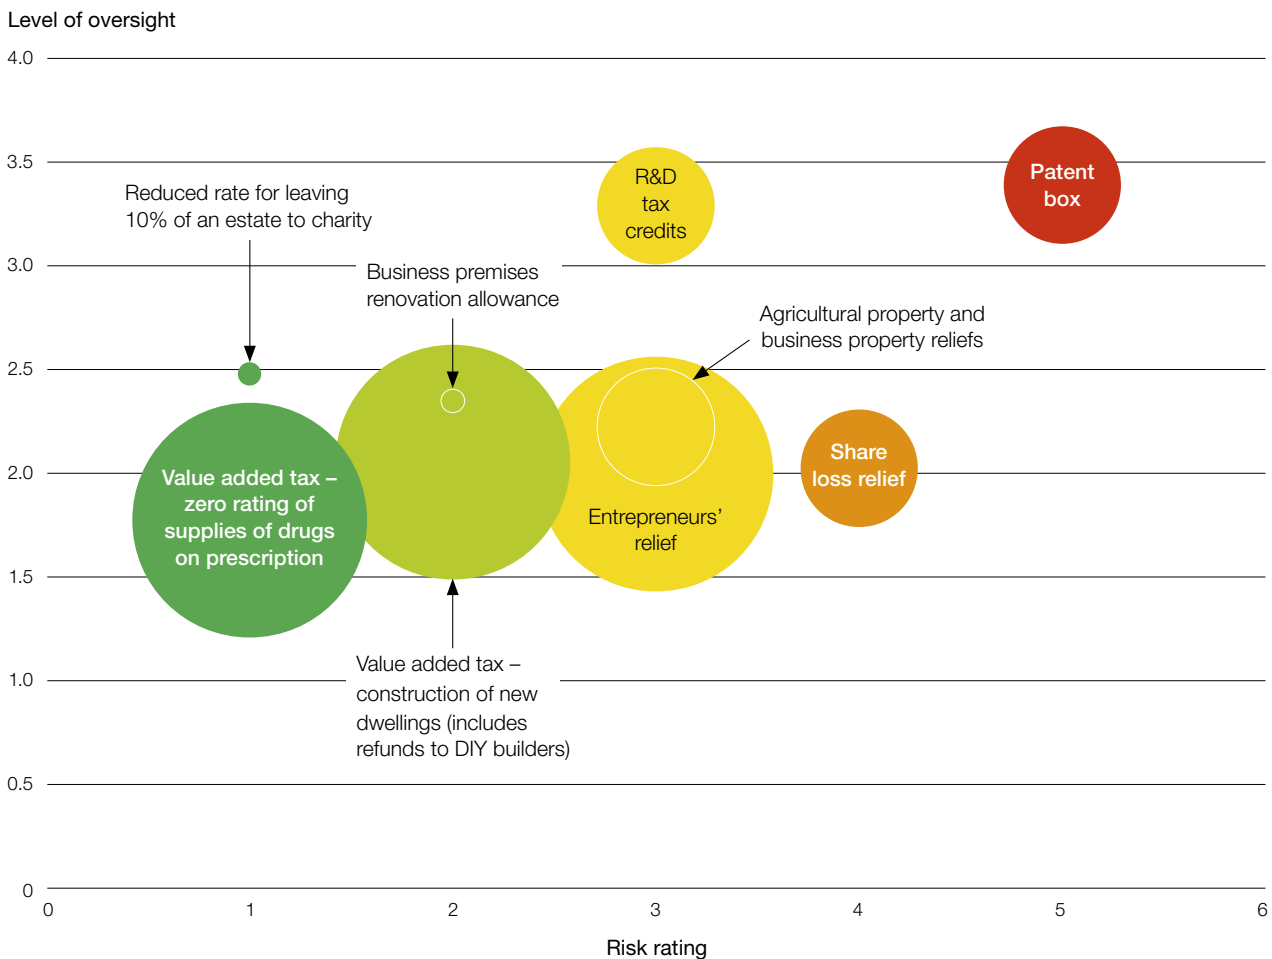 Level of oversight
4.0
3.5
3.0
2.5
2.0
1.5
1.0
0.5
0
Reduced rate for leaving
10% of an estate to charity
R&D
tax
credits
Patent
box
Business premises
renovation allowance
Agricultural property and
business property reliefs
Value added tax –
zero rating of
supplies of drugs
on prescription
Share
loss relief
Entrepreneurs’
relief
Value added tax –
construction of new
dwellings (includes
refunds to DIY builders)
0 1 2 3 4 5 6
Risk rating